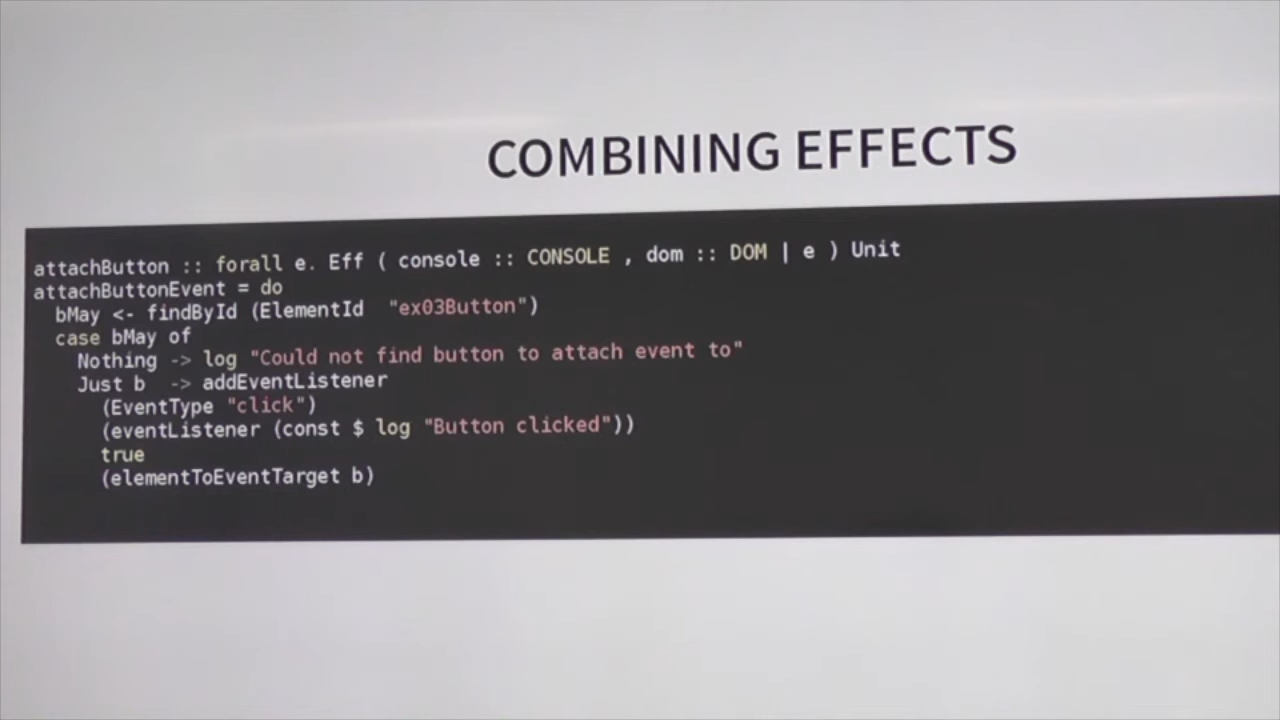 COMBINING EFFECTS
attachButton :: forall e. Eff ( console :: CONSOLE , dom :: DOM | e ) Unit
attachButtonEvent = do
  bMay <- findById (ElementId  "ex03Button")
  case bMay of
    Nothing -> log "Could not find button to attach event to"
    Just b  -> addEventListener
      (EventType "click")
      (eventListener (const $ log "Button clicked"))
      true
      (elementToEventTarget b)